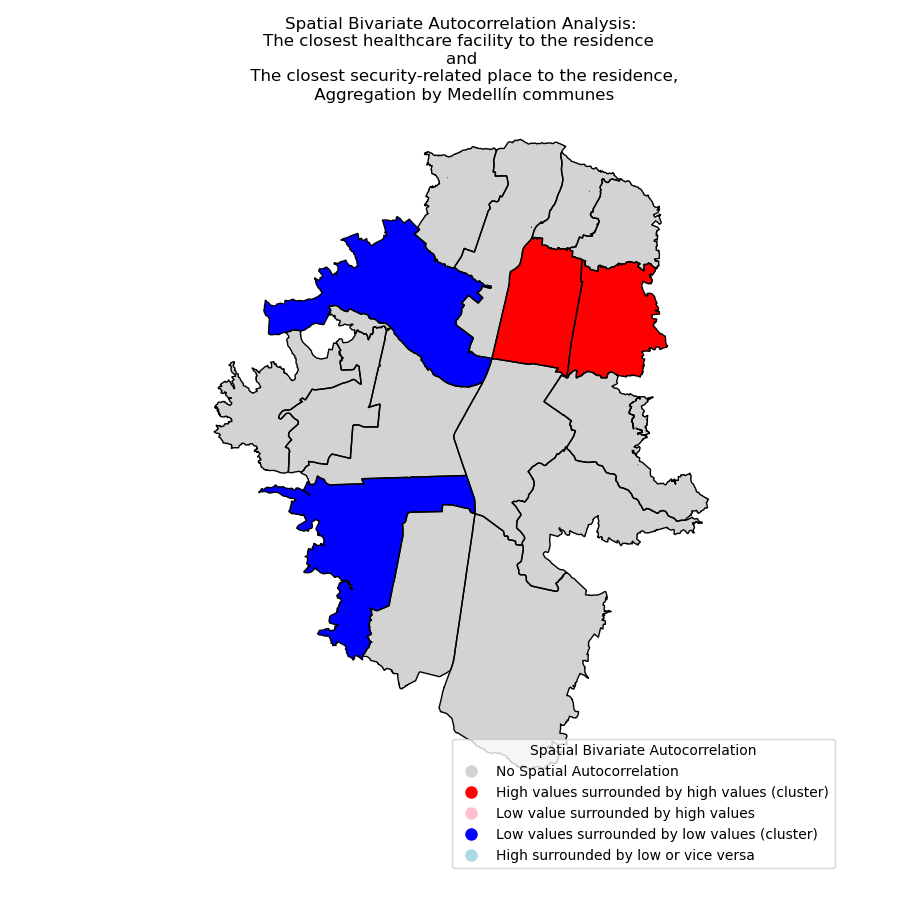 Spatial Bivariate Autocorrelation Analysis:
The closest healthcare facility to the residence
and
The closest security-related place to the residence,
Aggregation by Medellín communes
Spatial Bivariate Autocorrelation
No Spatial Autocorrelation
High values surrounded by high values (cluster)
Low value surrounded by high values
Low values surrounded by low values (cluster)
High surrounded by low or vice versa